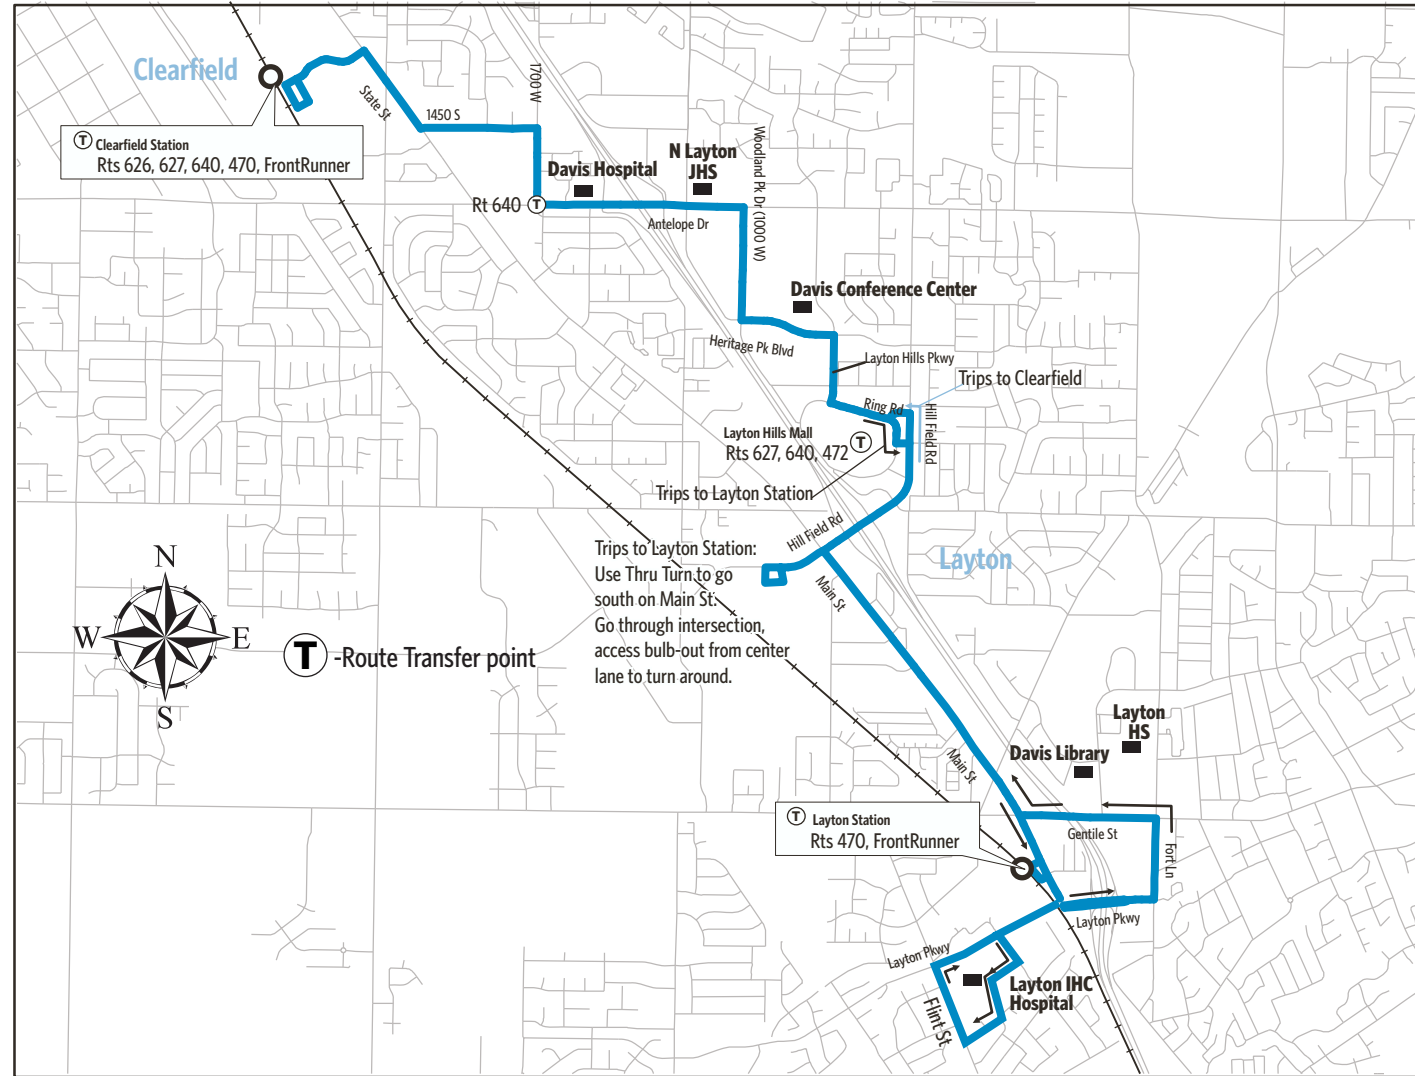 Clearfield
T Clearfield Station
Rts 626, 627, 640, 470, FrontRunner
State St
1450 S
1700 W
Davis Hospital
N Layton
JHS
Rt 640 T
Antelope Dr
Woodland Pk Dr (1000 W)
Davis Conference Center
Heritage Pk Blvd
Layton Hills Pkwy
Trips to Clearfield
Ring Rd
Hill Field Rd
Layton Hills Mall
Rts 627, 640, 472 T
Trips to Layton Station
Hill Field Rd
Trips to Layton Station:
Use Thru Turn to go
south on Main St.
Go through intersection,
access bulb-out from center
lane to turn around.
Main St
Layton
N
W E
S
T -Route Transfer point
Layton
HS
Davis Library
Main St
T Layton Station
Rts 470, FrontRunner
Gentile St
Fort Ln
Layton Pkwy
Layton Pkwy
Layton IHC
Hospital
Flint St